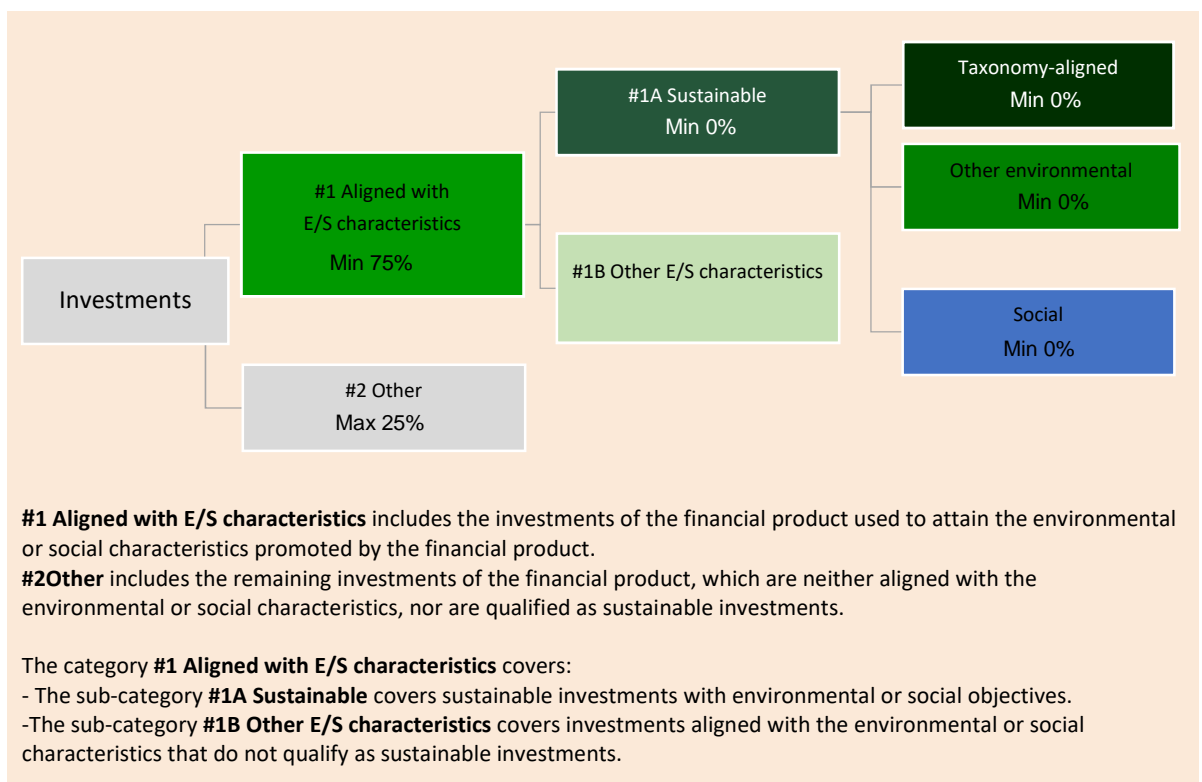 Taxonomy-aligned
Min 0%
#1A Sustainable
Min 0%
Other environmental
Min 0%
#1 Aligned with
E/S characteristics
Min 75%
#1B Other E/S characteristics
Investments
Social
Min 0%
#2 Other
Max 25%
#1 Aligned with E/S characteristics includes the investments of the financial product used to attain the environmental
or social characteristics promoted by the financial product.
#2Other includes the remaining investments of the financial product, which are neither aligned with the
environmental or social characteristics, nor are qualified as sustainable investments.
The category #1 Aligned with E/S characteristics covers:
- The sub-category #1A Sustainable covers sustainable investments with environmental or social objectives.
-The sub-category #1B Other E/S characteristics covers investments aligned with the environmental or social
characteristics that do not qualify as sustainable investments.